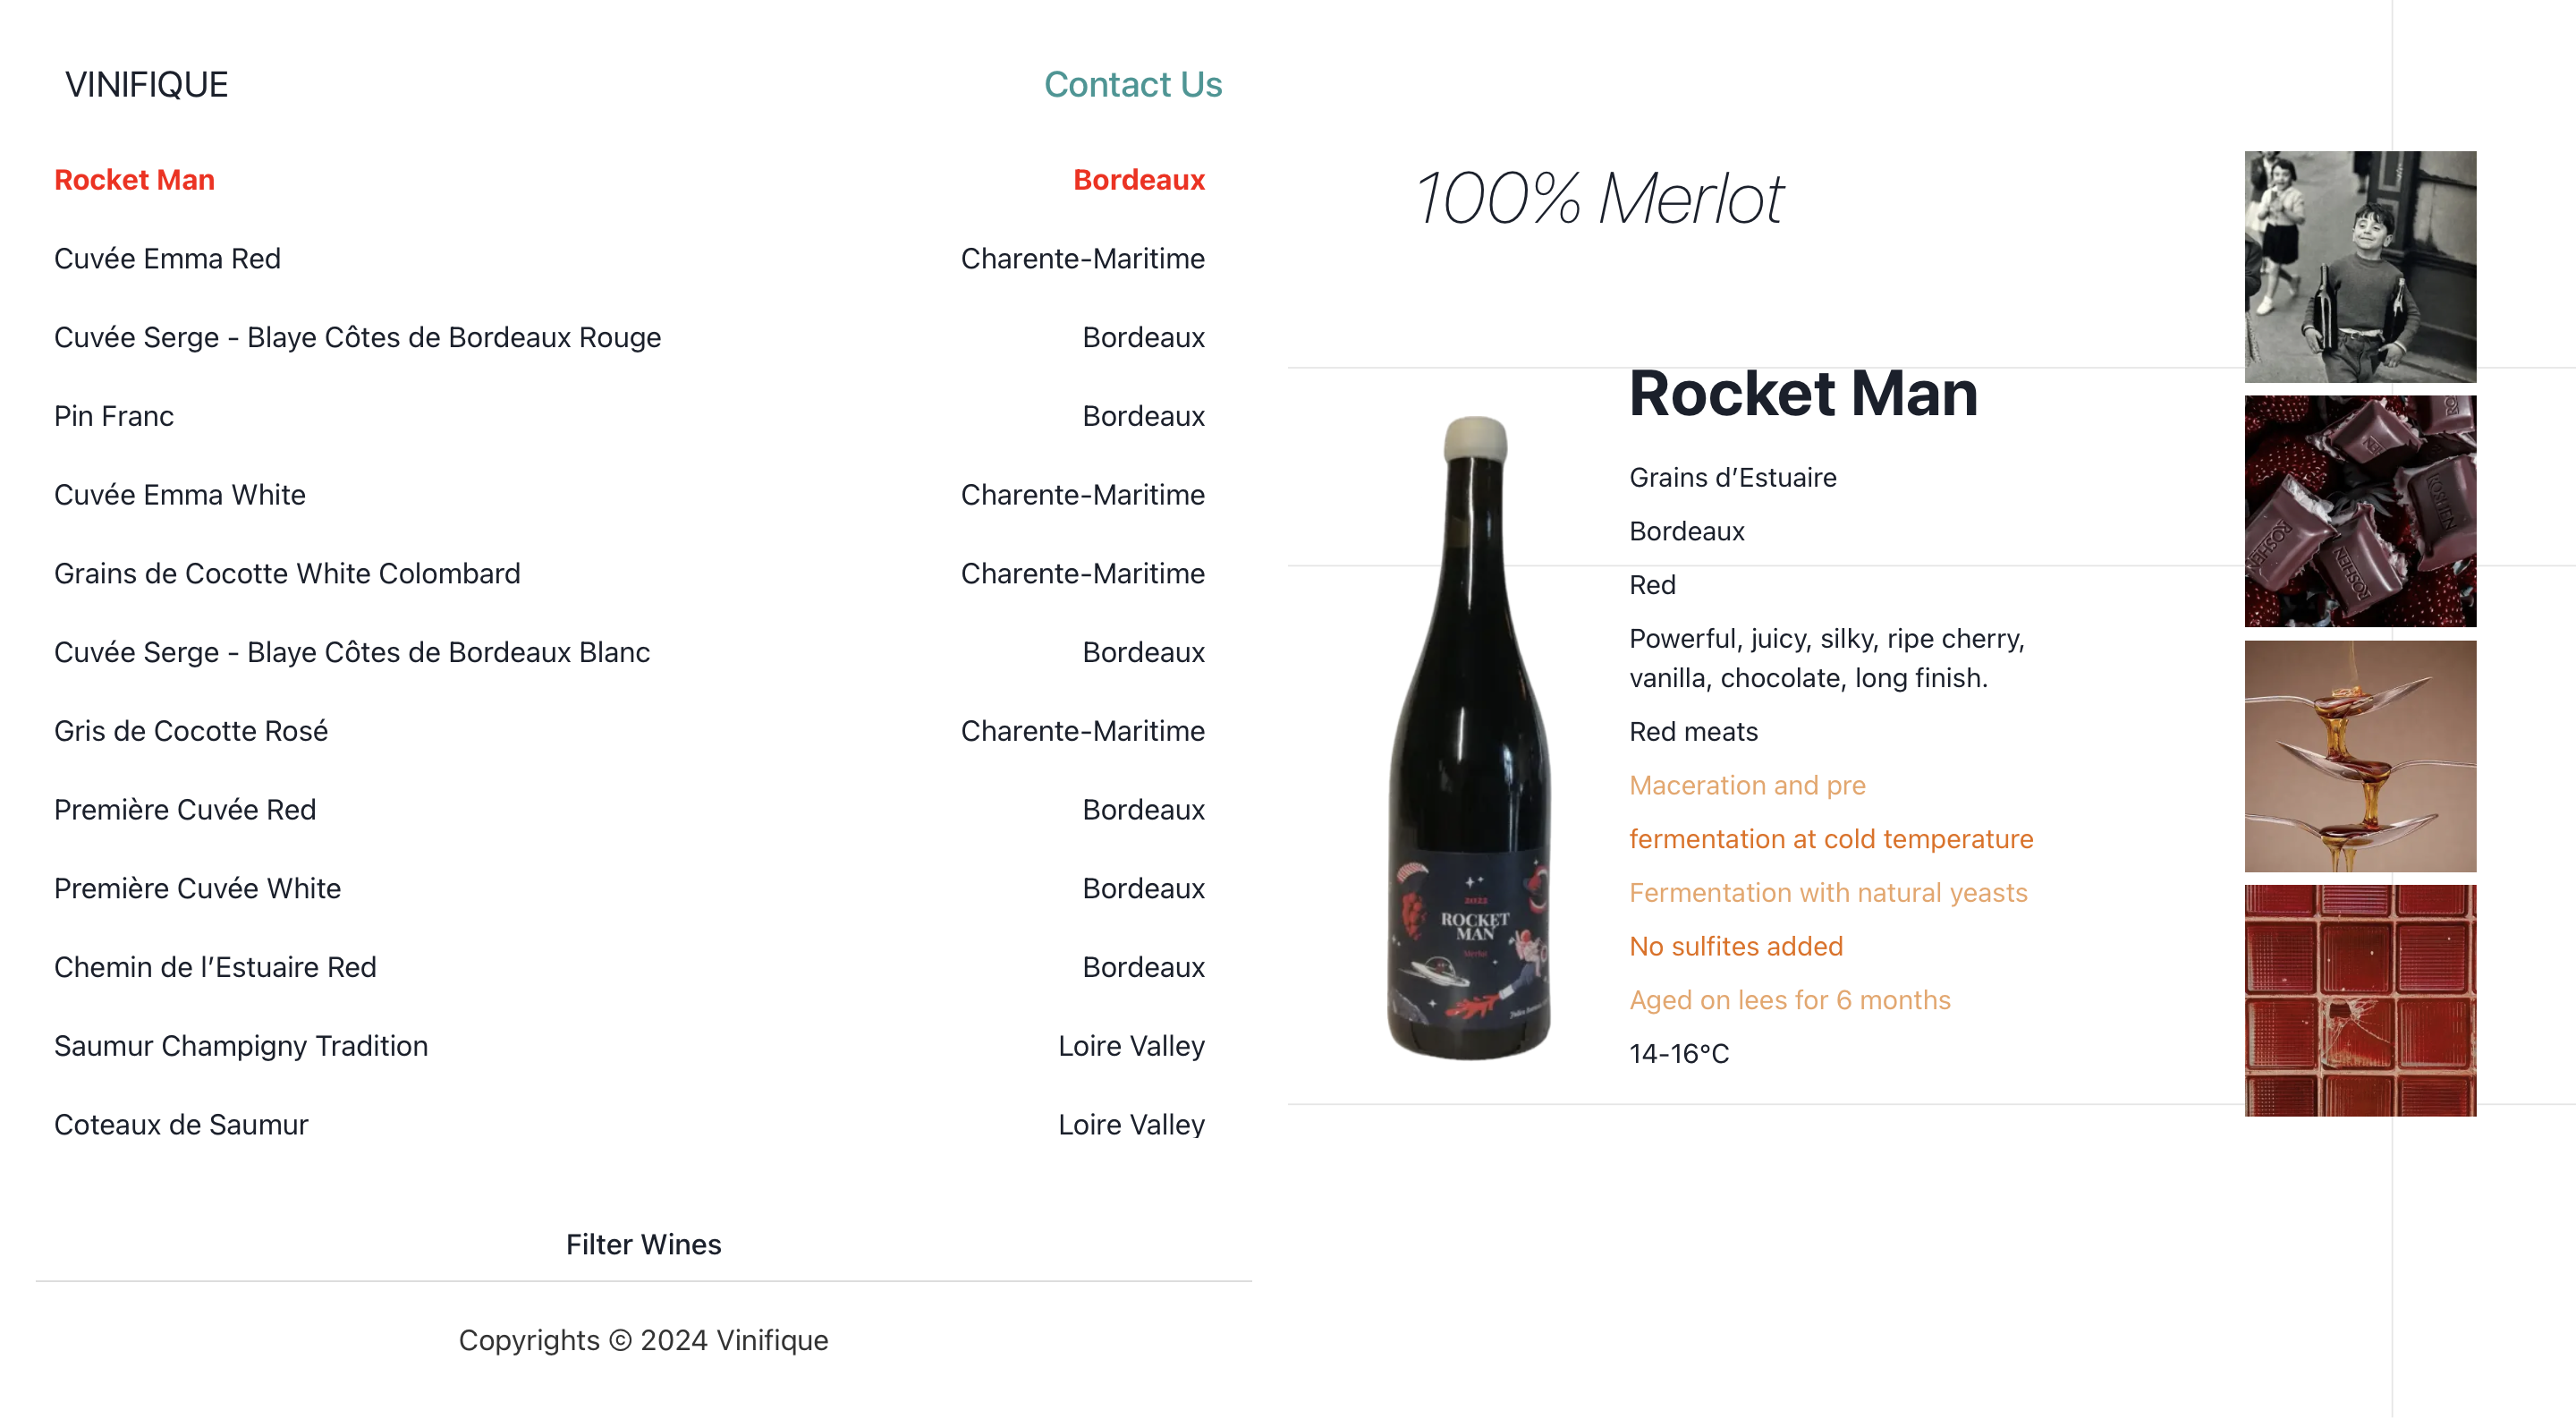 VINIFIQUE
Contact Us
Rocket Man Bordeaux
Cuvée Emma Red Charente-Maritime
Cuvée Serge - Blaye Côtes de Bordeaux Rouge Bordeaux
Pin Franc Bordeaux
Cuvée Emma White Charente-Maritime
Grains de Cocotte White Colombard Charente-Maritime
Cuvée Serge - Blaye Côtes de Bordeaux Blanc Bordeaux
Gris de Cocotte Rosé Charente-Maritime
Première Cuvée Red Bordeaux
Première Cuvée White Bordeaux
Chemin de l’Estuaire Red Bordeaux
Saumur Champigny Tradition Loire Valley
Coteaux de Saumur Loire Valley
Filter Wines
Copyrights © 2024 Vinifique
100% Merlot
Rocket Man
Grains d’Estuaire
Bordeaux
Red
Powerful, juicy, silky, ripe cherry,
vanilla, chocolate, long finish.
Red meats
Maceration and pre
fermentation at cold temperature
Fermentation with natural yeasts
No sulfites added
Aged on lees for 6 months
14-16°C
2022
ROCKET
MAN
Merlot
ROSHEN
ROSHEN
ROSHEN